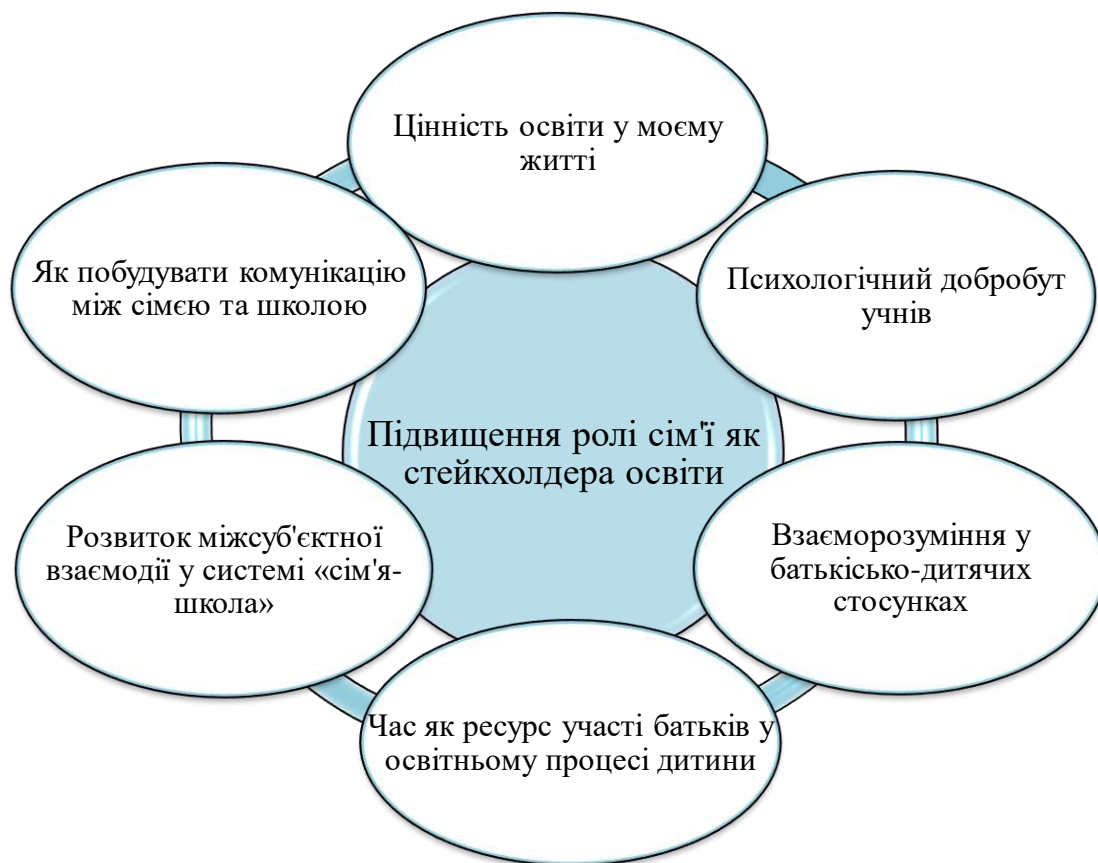 Цінність освіти у моєму
житті
Психологічний добробут
учнів
Взаєморозуміння у
батькісько-дитячих
стосунках
Час як ресурс участі батьків у
освітньому процесі дитини
Розвиток міжсуб'єктної
взаємодії у системі «сім'я-
школа»
Як побудувати комунікацію
між сімєю та школою
Підвищення ролі сім'ї як
стейкхолдера освіти